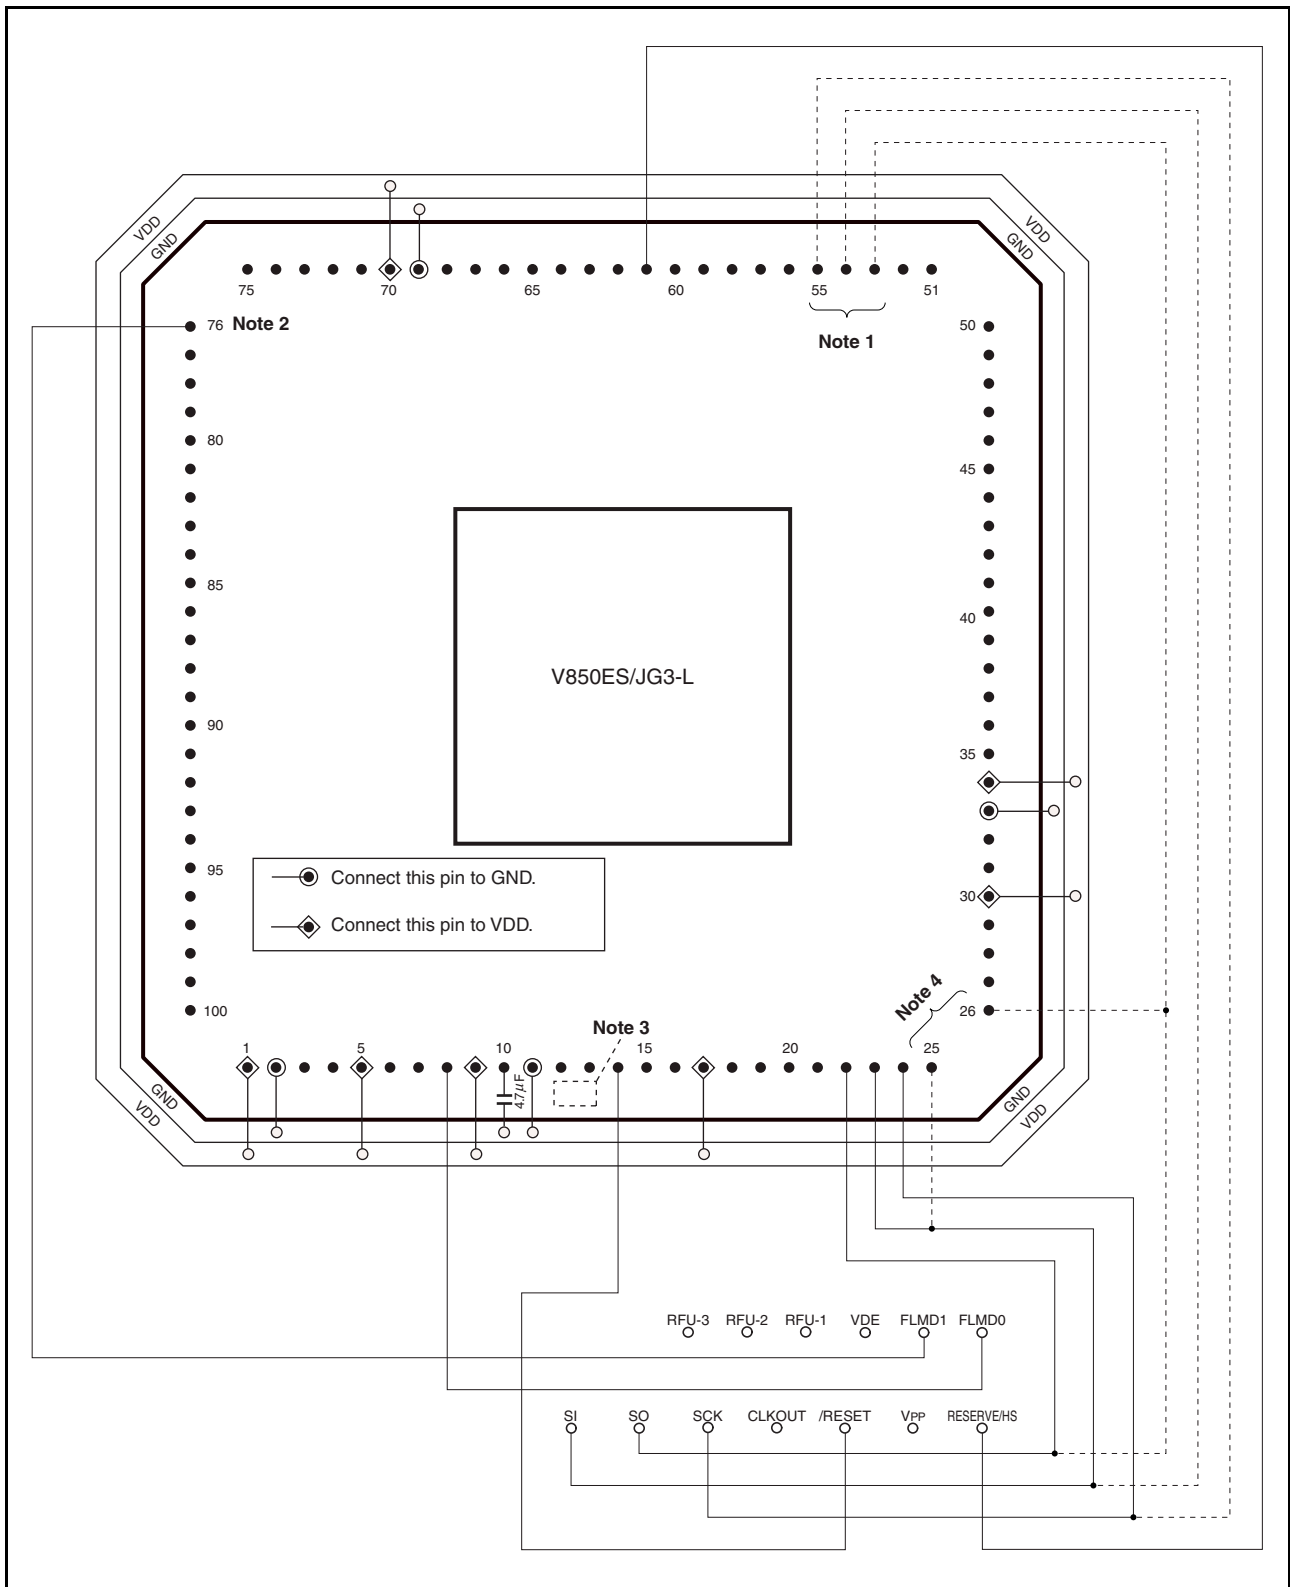 VDD
GND
VDD
GND
75
70
65
60
55
51
Note 1
76
Note 2
50
80
45
85
40
V850ES/JG3-L
90
35
95
Connect this pin to GND.
30
Connect this pin to VDD.
100
Note 4
26
Note 3
1
5
10
15
20
25
4.7 µF
GND
VDD
GND
VDD
RFU-3
RFU-2
RFU-1
VDE
FLMD1
FLMD0
SI
SO
SCK
CLKOUT
/RESET
VPP
RESERVE/HS